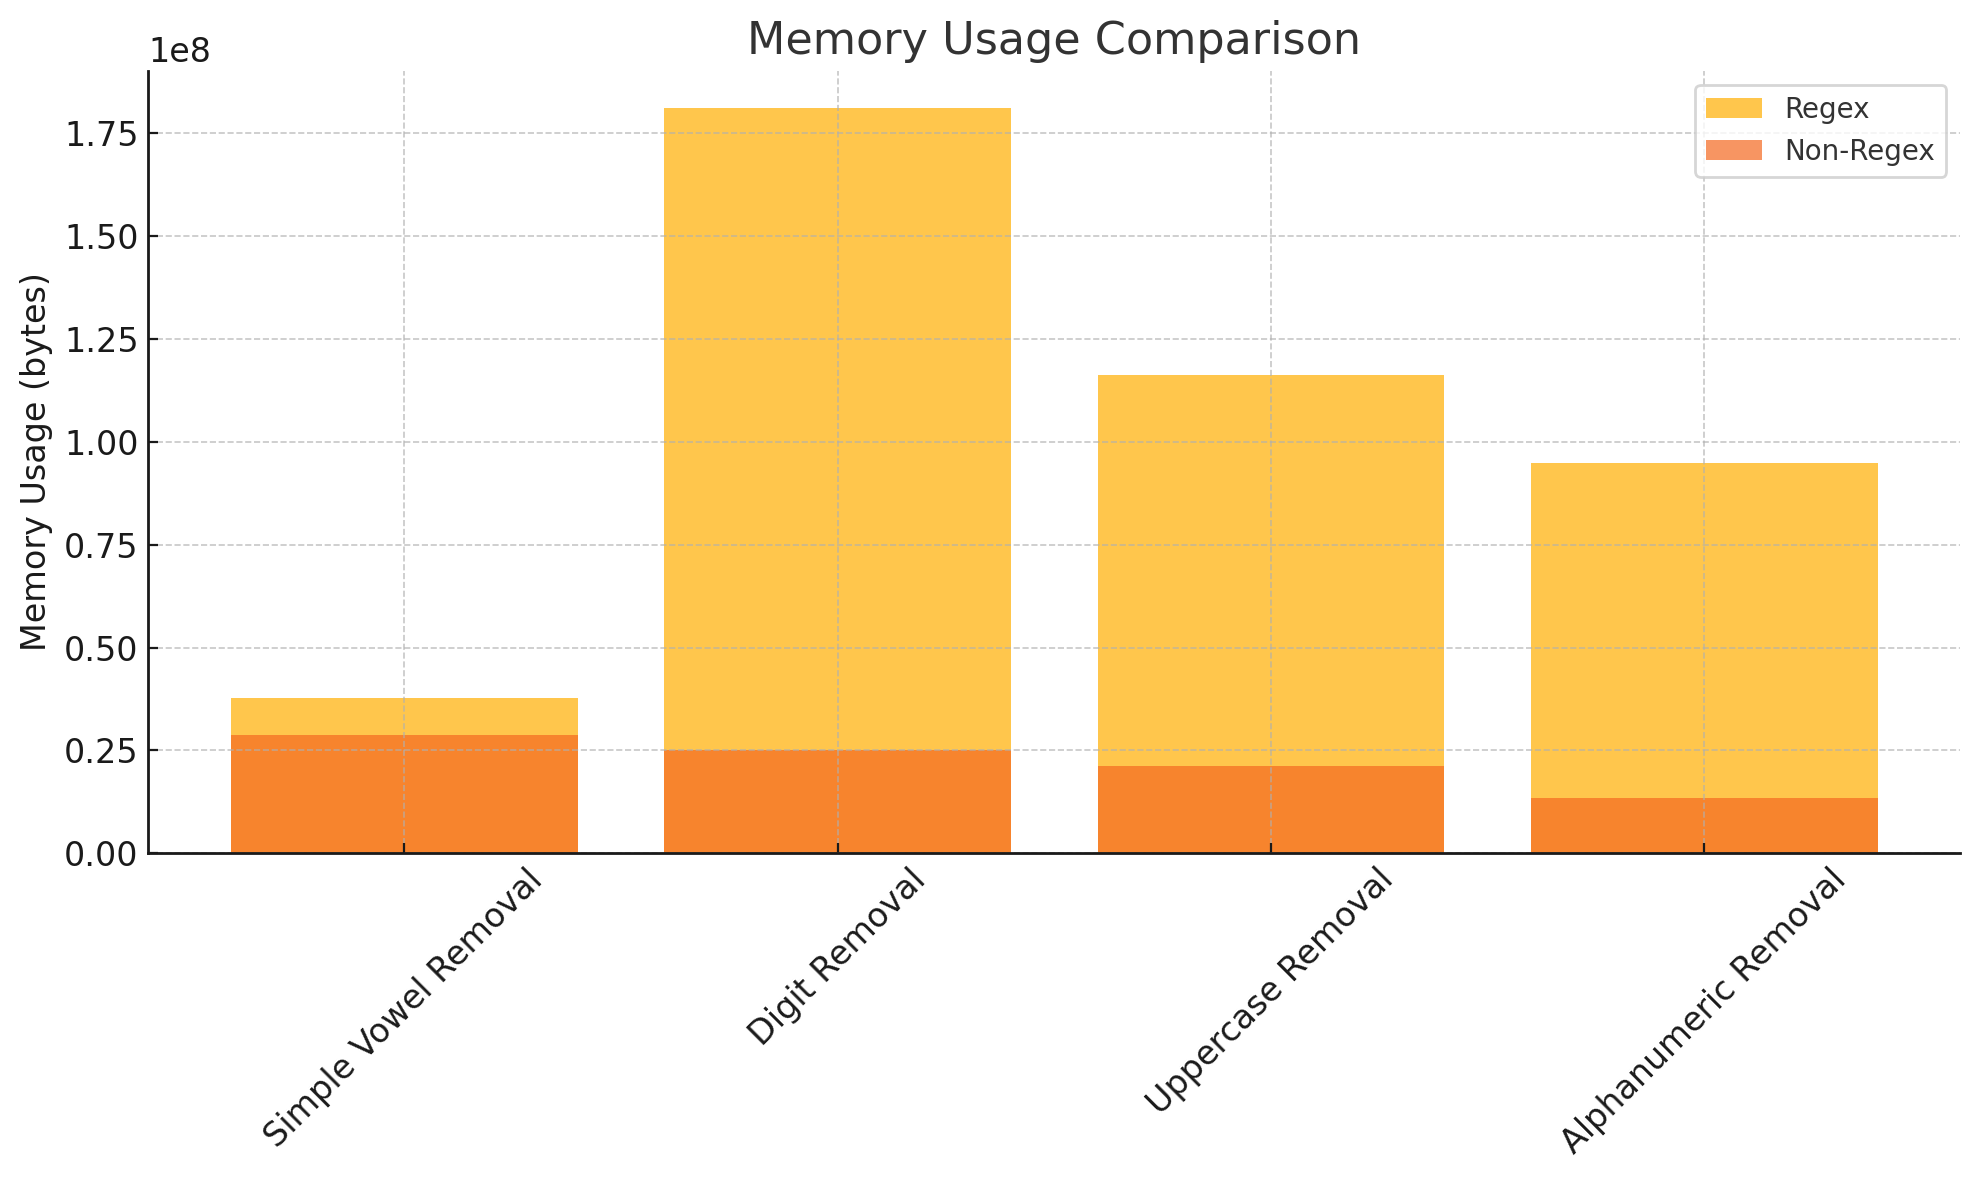 Memory Usage Comparison
1e8
Regex
Non-Regex
Memory Usage (bytes)
1.75
1.50
1.25
1.00
0.75
0.50
0.25
0.00
Simple Vowel Removal
Digit Removal
Uppercase Removal
Alphanumeric Removal